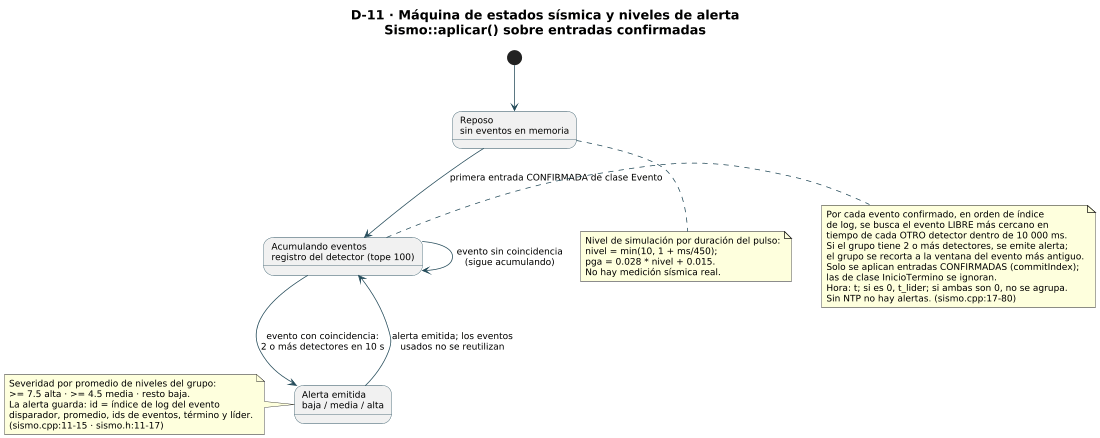 D-11 · Máquina de estados sísmica y niveles de alerta
Sismo::aplicar() sobre entradas confirmadas
Reposo
sin eventos en memoria
primera entrada CONFIRMADA de clase Evento
Acumulando eventos
registro del detector (tope 100)
evento sin coincidencia
(sigue acumulando)
Nivel de simulación por duración del pulso:
nivel = min(10, 1 + ms/450);
pga = 0.028 * nivel + 0.015.
No hay medición sísmica real.
Por cada evento confirmado, en orden de índice
de log, se busca el evento LIBRE más cercano en
tiempo de cada OTRO detector dentro de 10 000 ms.
Si el grupo tiene 2 o más detectores, se emite alerta;
el grupo se recorta a la ventana del evento más antiguo.
Solo se aplican entradas CONFIRMADAS (commitIndex);
las de clase InicioTermino se ignoran.
Hora: t; si es 0, t_lider; si ambas son 0, no se agrupa.
Sin NTP no hay alertas. (sismo.cpp:17-80)
evento con coincidencia:
2 o más detectores en 10 s
alerta emitida; los eventos
usados no se reutilizan
Alerta emitida
baja / media / alta
Severidad por promedio de niveles del grupo:
>= 7.5 alta · >= 4.5 media · resto baja.
La alerta guarda: id = índice de log del evento
disparador, promedio, ids de eventos, término y líder.
(sismo.cpp:11-15 · sismo.h:11-17)